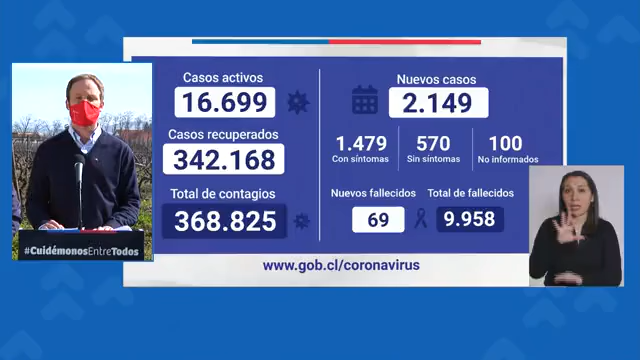 Casos activos
16.699
Casos recuperados
342.168
Total de contagios
368.825
Nuevos casos
2.149
1.479
Con síntomas
570
Sin síntomas
100
No informados
Nuevos fallecidos
69
Total de fallecidos
9.958
#CuidémonosEntreTodos
www.gob.cl/coronavirus